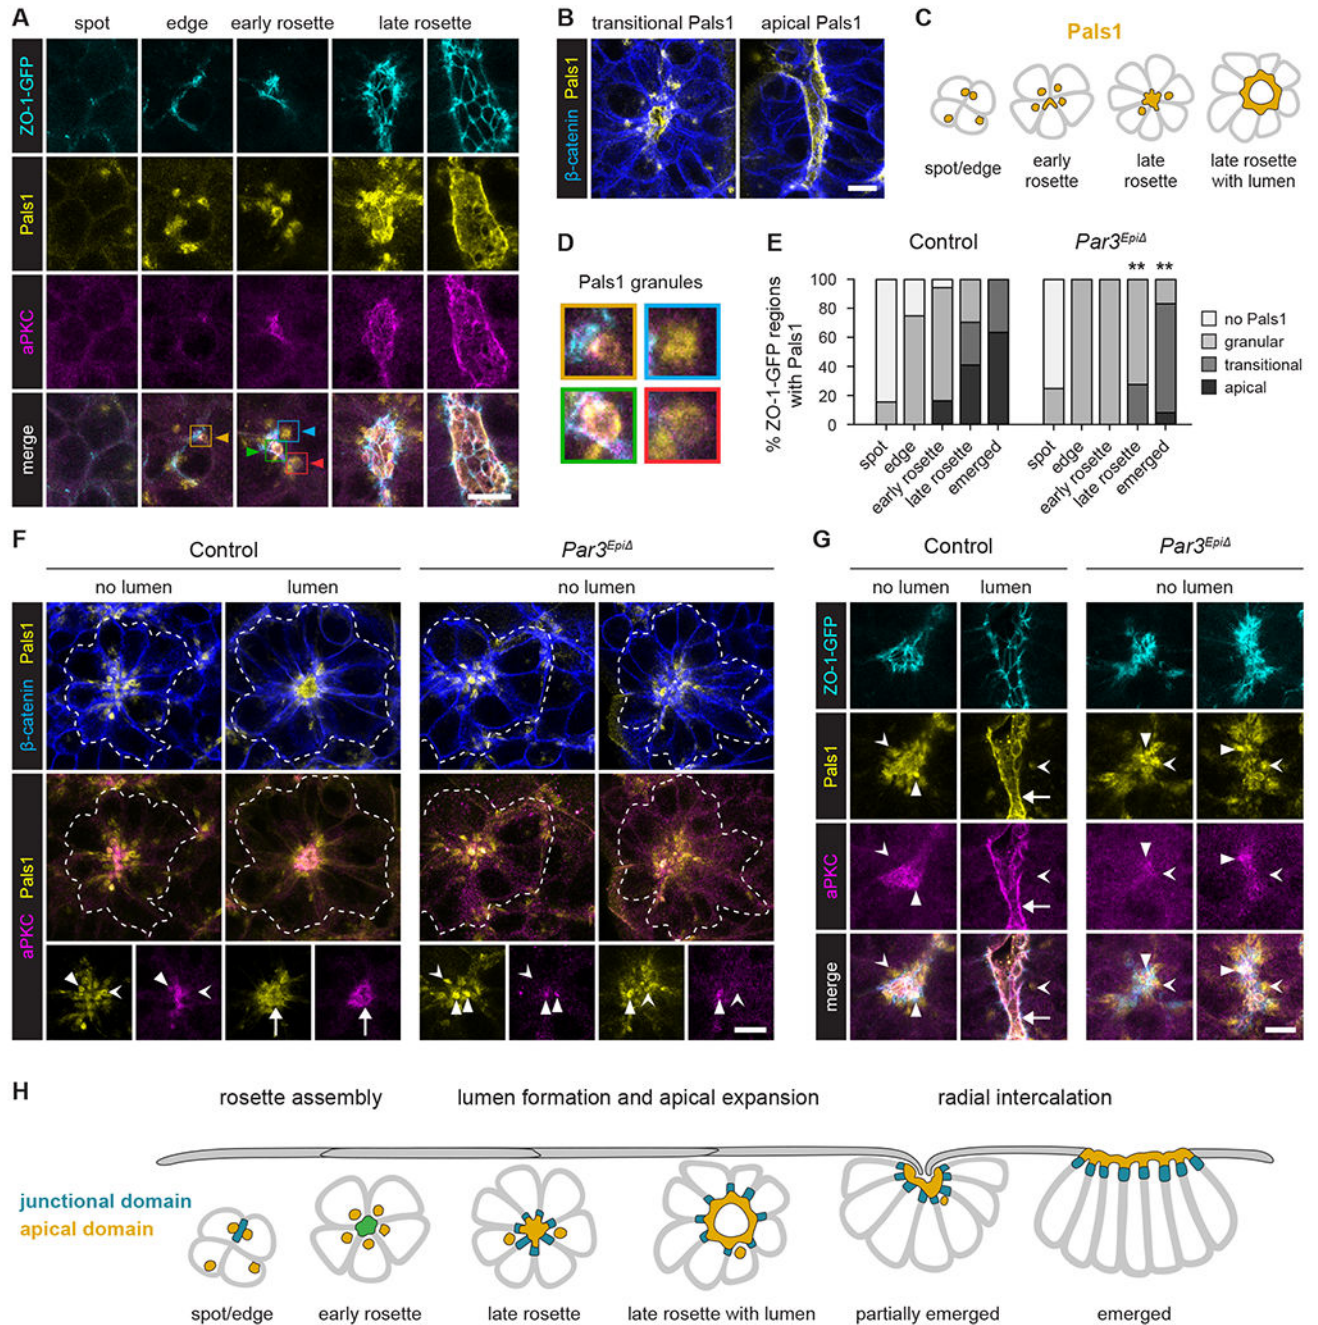 A
spot edge early rosette late rosette
ZO-1-GFP
Pals1
aPKC
merge
B
transitional Pals1 apical Pals1
β-catenin Pals1
C
Pals1
spot/edge
early
rosette
late
rosette
late rosette
with lumen
D
Pals1 granules
E
Control Par3EpiΔ
% ZO-1-GFP regions
with Pals1
100
80
60
40
20
0
** **
spot edge early rosette late rosette emerged
spot edge early rosette late rosette emerged
no Pals1
granular
transitional
apical
F
Control Par3EpiΔ
no lumen lumen no lumen
β-catenin Pals1
aPKC Pals1
G
Control Par3EpiΔ
no lumen lumen no lumen
ZO-1-GFP
Pals1
aPKC
merge
H
rosette assembly lumen formation and apical expansion radial intercalation
junctional domain
apical domain
spot/edge early rosette late rosette late rosette with lumen partially emerged emerged